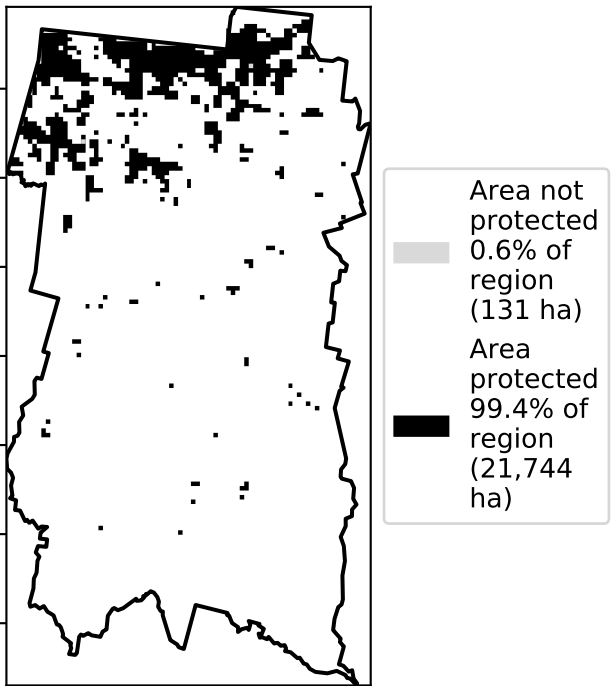 Area not
protected
0.6% of
region
(131 ha)
Area
protected
99.4% of
region
(21,744
ha)